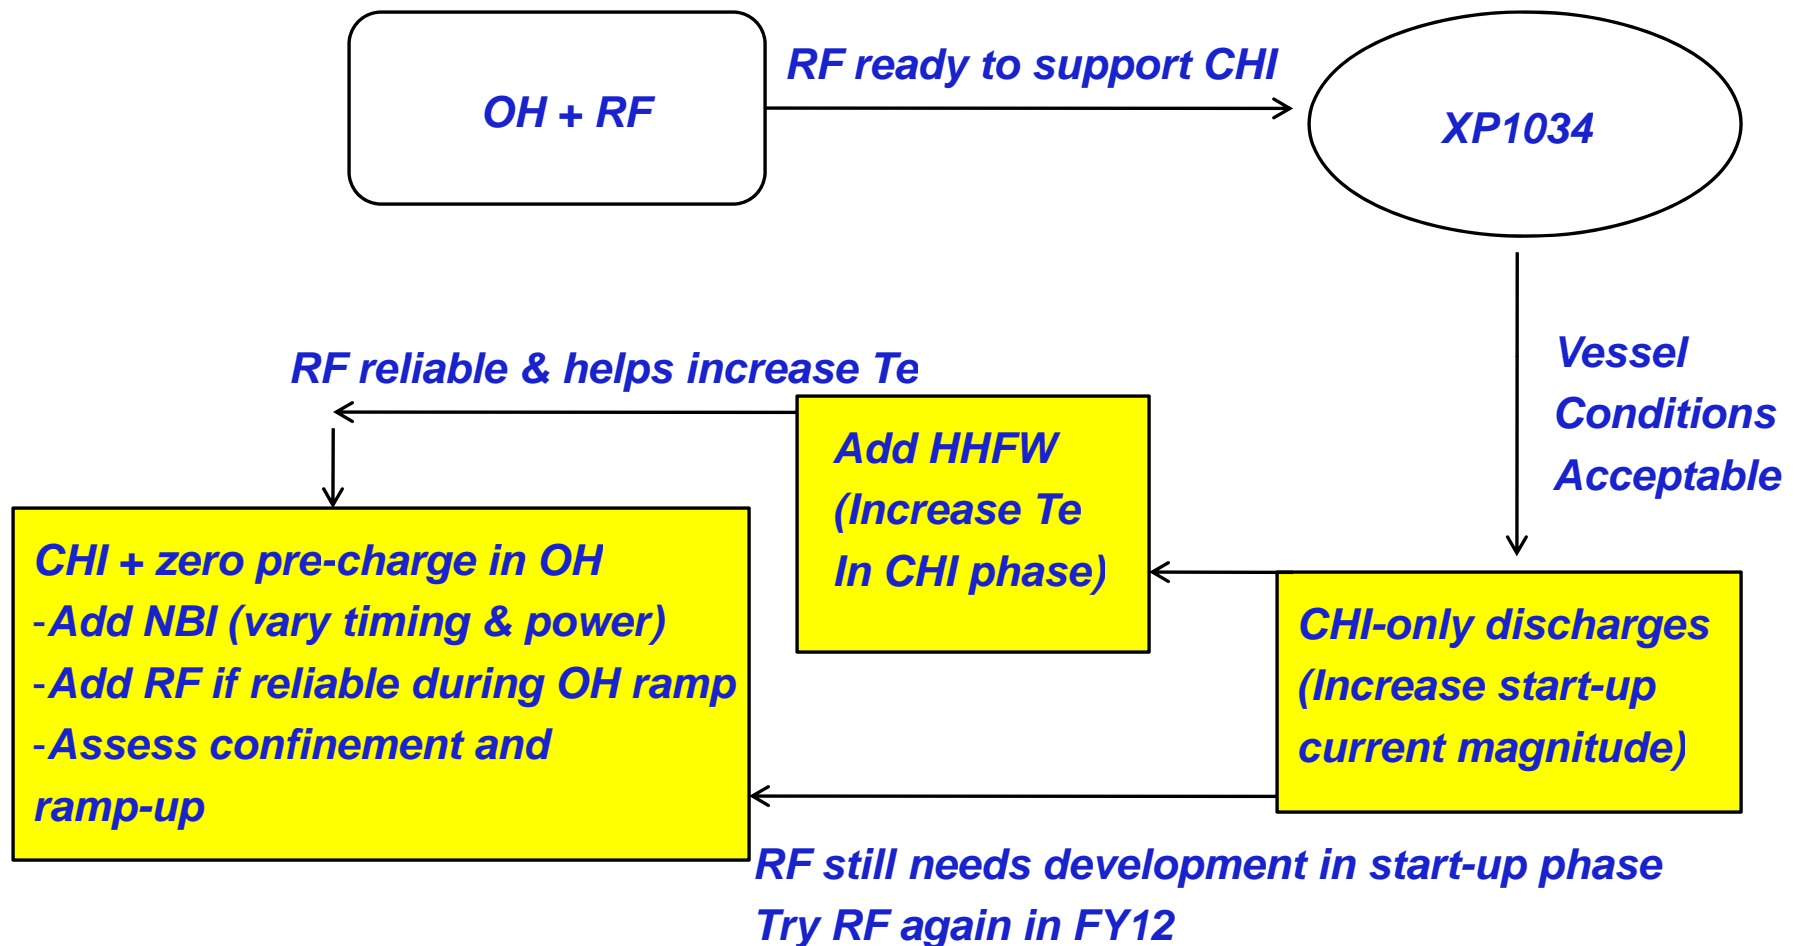 OH + RF
RF ready to support CHI
XP1034
Vessel
Conditions
Acceptable
RF reliable & helps increase Te
Add HHFW
(Increase Te
In CHI phase)
CHI-only discharges
(Increase start-up
current magnitude)
CHI + zero pre-charge in OH
-Add NBI (vary timing & power)
-Add RF if reliable during OH ramp
-Assess confinement and
ramp-up
RF still needs development in start-up phase
Try RF again in FY12